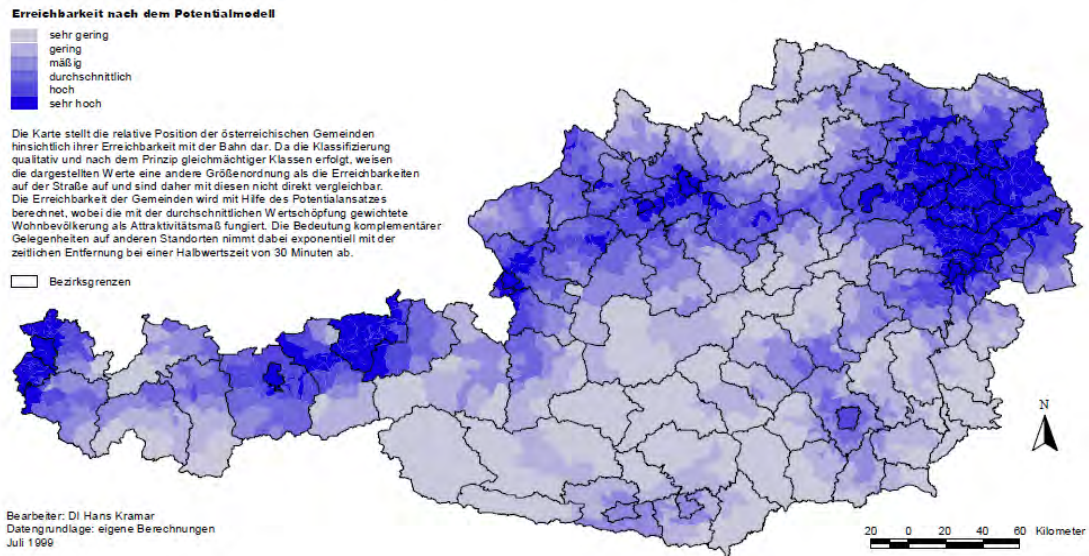 Erreichbarkeit nach dem Potentialmodell
sehr gering
gering
mäßig
durchschnittlich
hoch
sehr hoch
Die Karte stellt die relative Position der österreichischen Gemeinden
hinsichtlich ihrer Erreichbarkeit mit der Bahn dar. Da die Klassifizierung
qualitativ und nach dem Prinzip gleichmächtiger Klassen erfolgt, weisen
die dargestellten Werte eine andere Größenordnung als die Erreichbarkeiten
auf der Straße auf und sind daher mit diesen nicht direkt vergleichbar.
Die Erreichbarkeit der Gemeinden wird mit Hilfe des Potentialansatzes
berechnet, wobei die mit der durchschnittlichen Wertschöpfung gewichtete
Wohnbevölkerung als Attraktivitätsmaß fungiert. Die Bedeutung komplementärer
Gelegenheiten auf anderen Standorten nimmt dabei exponentiell mit der
zeitlichen Entfernung bei einer Halbwertszeit von 30 Minuten ab.
Bezirksgrenzen
N
Bearbeiter: DI Hans Kramar
Datengrundlage: eigene Berechnungen
Juli 1999
20 0 20 40 60 Kilometer